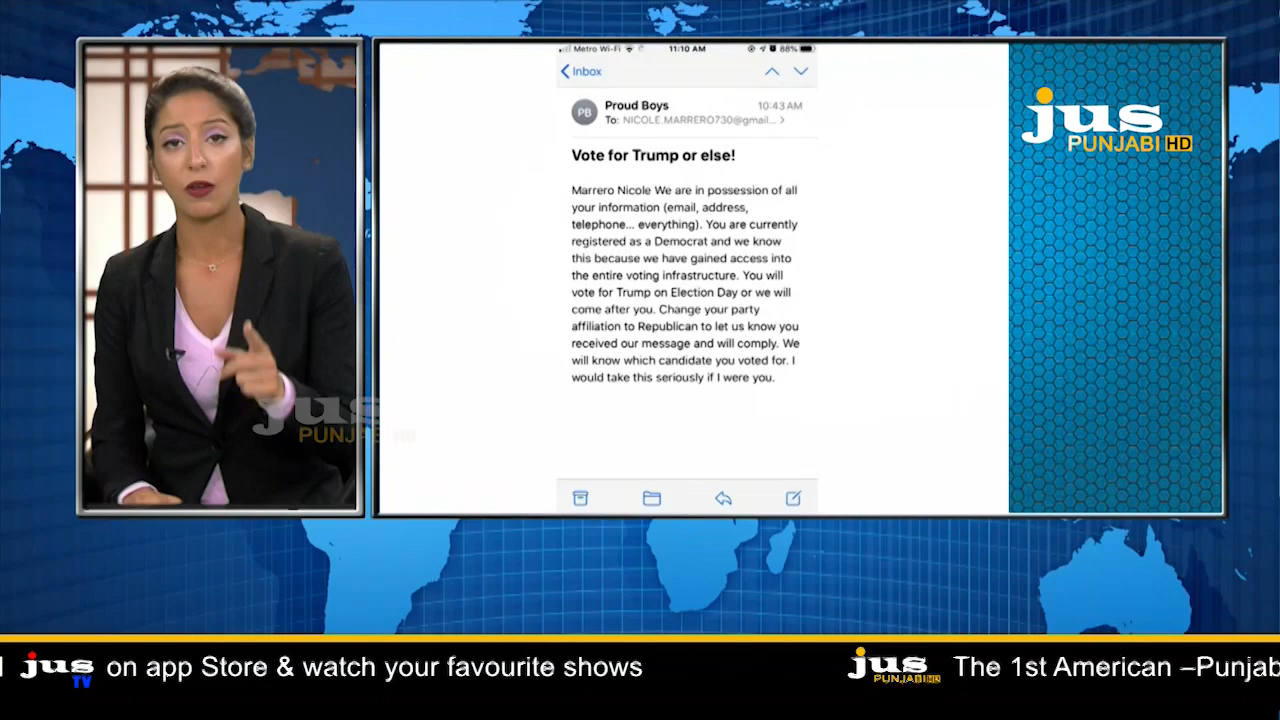 Metro Wi-Fi
11:10 AM
88%
Inbox
PB
Proud Boys
10:43 AM
To: NICOLE.MARRERO730@gmail...
Vote for Trump or else!
Marrero Nicole We are in possession of all
your information (email, address,
telephone... everything). You are currently
registered as a Democrat and we know
this because we have gained access into
the entire voting infrastructure. You will
vote for Trump on Election Day or we will
come after you. Change your party
affiliation to Republican to let us know you
received our message and will comply. We
will know which candidate you voted for. I
would take this seriously if I were you.
jus
PUNJABI HD
jus
PUNJABI HD
jus TV on app Store & watch your favourite shows
jus PUNJABI HD The 1st American –Punjab